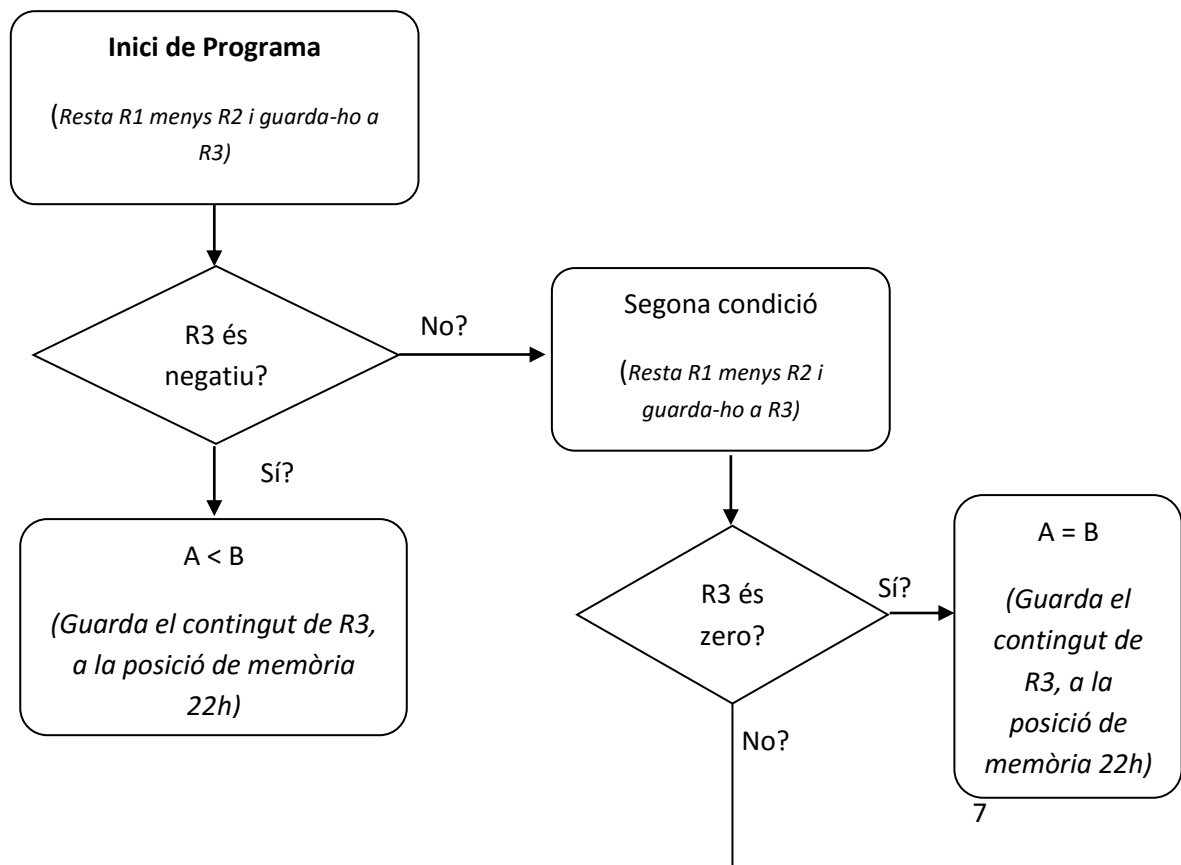 Inici de Programa
(Resta R1 menys R2 i guarda-ho a
R3)
R3 és
negatiu?
No?
Sí?
A < B
(Guarda el contingut de R3,
a la posició de memòria
22h)
Segona condició
(Resta R1 menys R2 i
guarda-ho a R3)
R3 és
zero?
Sí?
No?
A = B
(Guarda el
contingut de
R3, a la
posició de
memòria 22h)
7